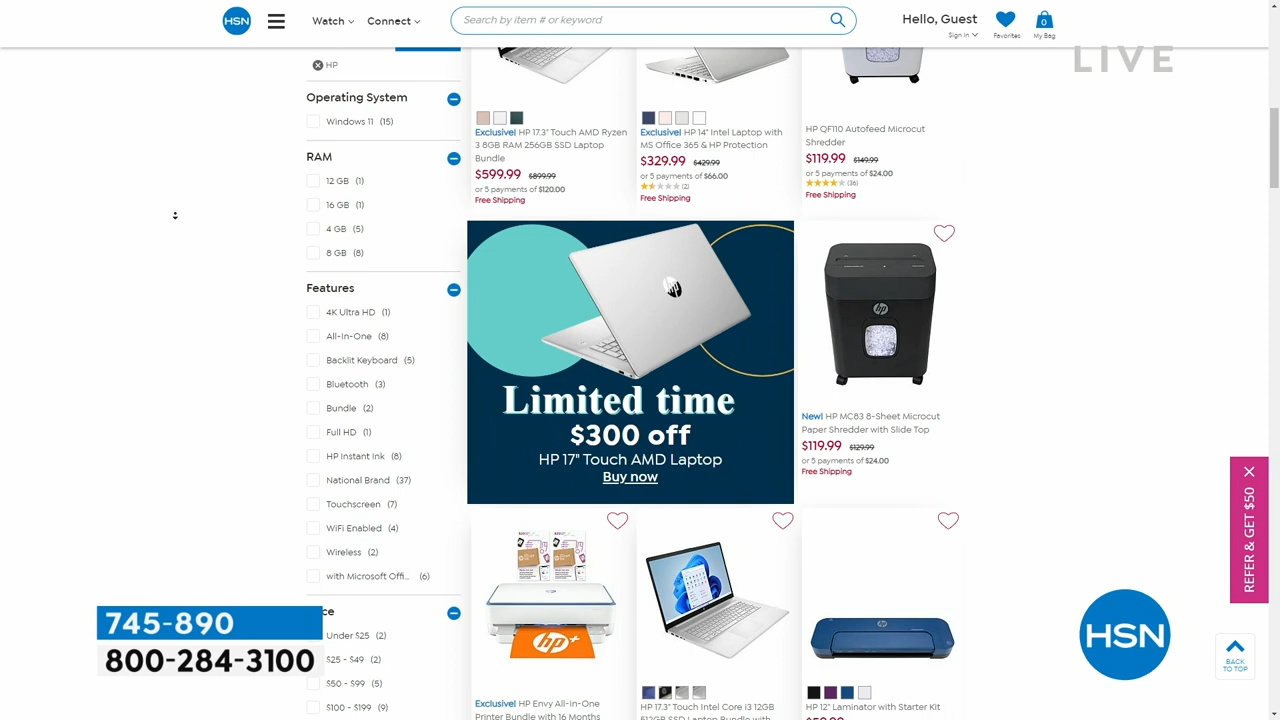 HSN
Watch
Connect
Search by item # or keyword
Hello, Guest
Sign In
Favorites
0
My Bag
LIVE
HP
Operating System
Windows 11 (15)
RAM
12 GB (1)
16 GB (1)
4 GB (5)
8 GB (8)
Features
4K Ultra HD (1)
All-In-One (8)
Backlit Keyboard (5)
Bluetooth (3)
Bundle (2)
Full HD (1)
HP Instant Ink (8)
National Brand (37)
Touchscreen (7)
WiFi Enabled (4)
Wireless (2)
with Microsoft Offi... (6)
ce
Under $25 (2)
$25 - $49 (2)
$50 - $99 (5)
$100 - $199 (9)
Exclusive! HP 17.3" Touch AMD Ryzen
3 8GB RAM 256GB SSD Laptop
Bundle
$599.99 $899.99
or 5 payments of $120.00
Free Shipping
Exclusive! HP 14" Intel Laptop with
MS Office 365 & HP Protection
$329.99 $429.99
or 5 payments of $66.00
(2)
Free Shipping
HP QF110 Autofeed Microcut
Shredder
$119.99 $149.99
or 5 payments of $24.00
(36)
Free Shipping
hp
Limited time
$300 off
HP 17" Touch AMD Laptop
Buy now
hp
New! HP MC83 8-Sheet Microcut
Paper Shredder with Slide Top
$119.99 $129.99
or 5 payments of $24.00
Free Shipping
hp+
Exclusive! HP Envy All-in-One
Printer Bundle with 16 Months
HP 17.3" Touch Intel Core i3 12GB
512GB SSD Laptop Bundle with
hp
HP 12" Laminator with Starter Kit
REFER & GET $50
745-890
800-284-3100
HSN
BACK
TO TOP